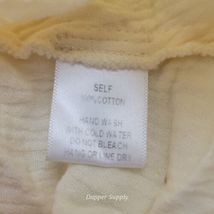 SELF
100% COTTON
HAND WASH
WITH COLD WATER
DO NOT BLEACH
HANG OR LINE DRY
Dapper Supply